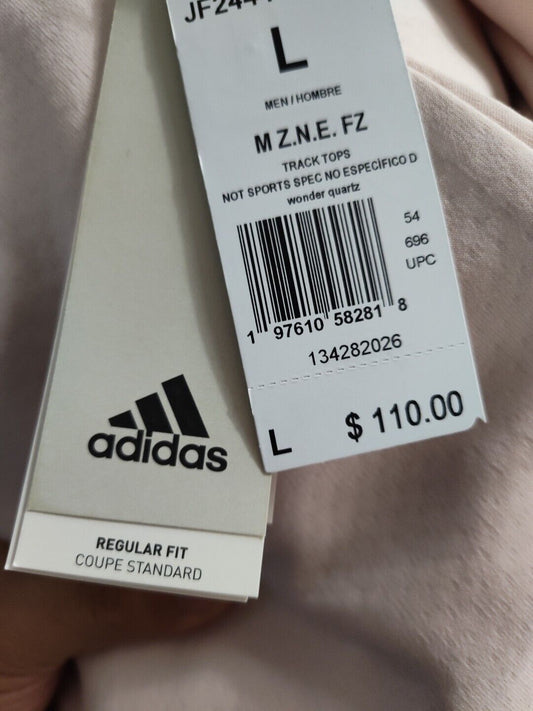 L
MEN / HOMBRE
M Z.N.E. FZ
TRACK TOPS
NOT SPORTS SPEC NO ESPECÍFICO D
wonder quartz
54
696
UPC
1 97610 58281 8
134282026
L $ 110.00
adidas
REGULAR FIT
COUPE STANDARD